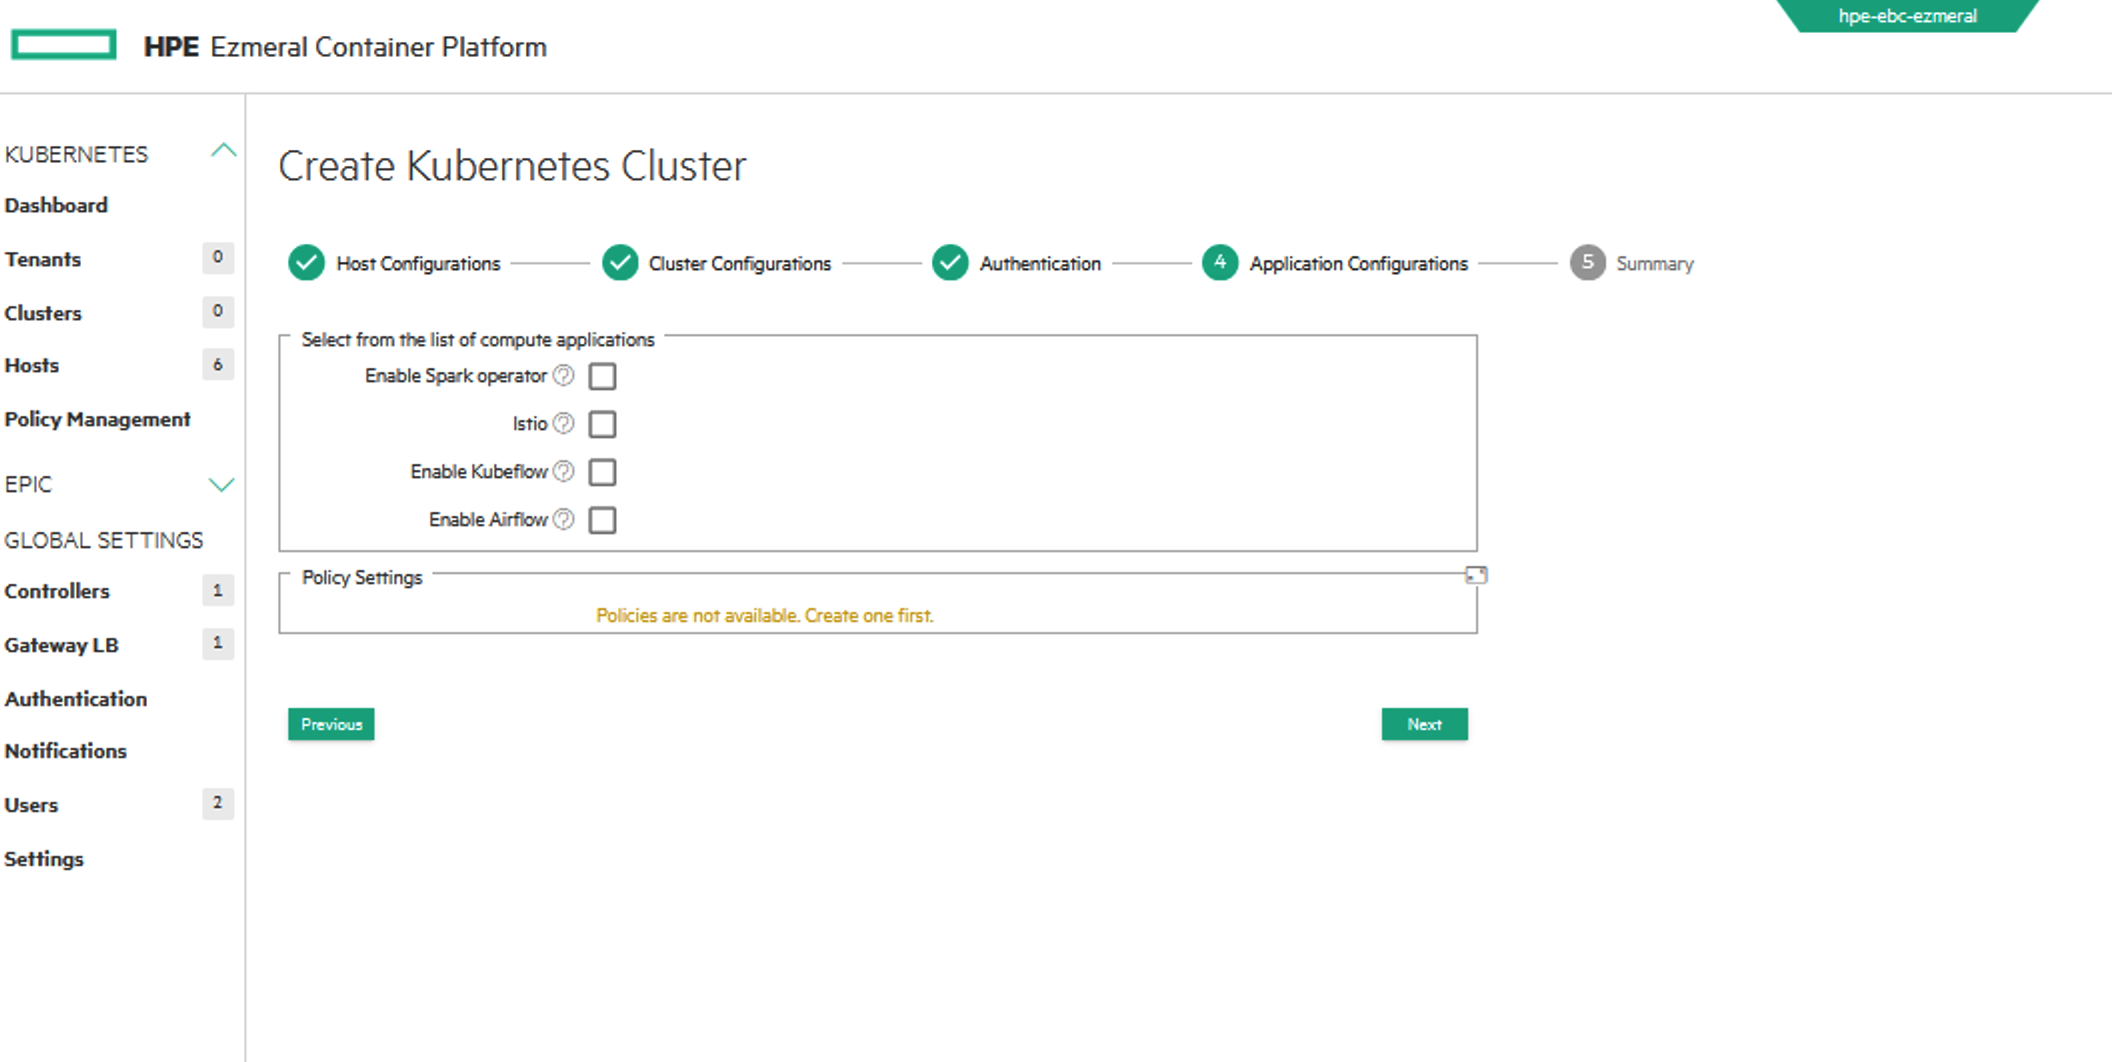 hpe-ebc-ezmeral
HPE Ezmeral Container Platform
KUBERNETES
Dashboard
Tenants 0
Clusters 0
Hosts 6
Policy Management
EPIC
GLOBAL SETTINGS
Controllers 1
Gateway LB 1
Authentication
Notifications
Users 2
Settings
Create Kubernetes Cluster
Host Configurations Cluster Configurations Authentication 4 Application Configurations 5 Summary
Select from the list of compute applications
Enable Spark operator ?
Istio ?
Enable Kubeflow ?
Enable Airflow ?
Policy Settings
Policies are not available. Create one first.
Previous Next